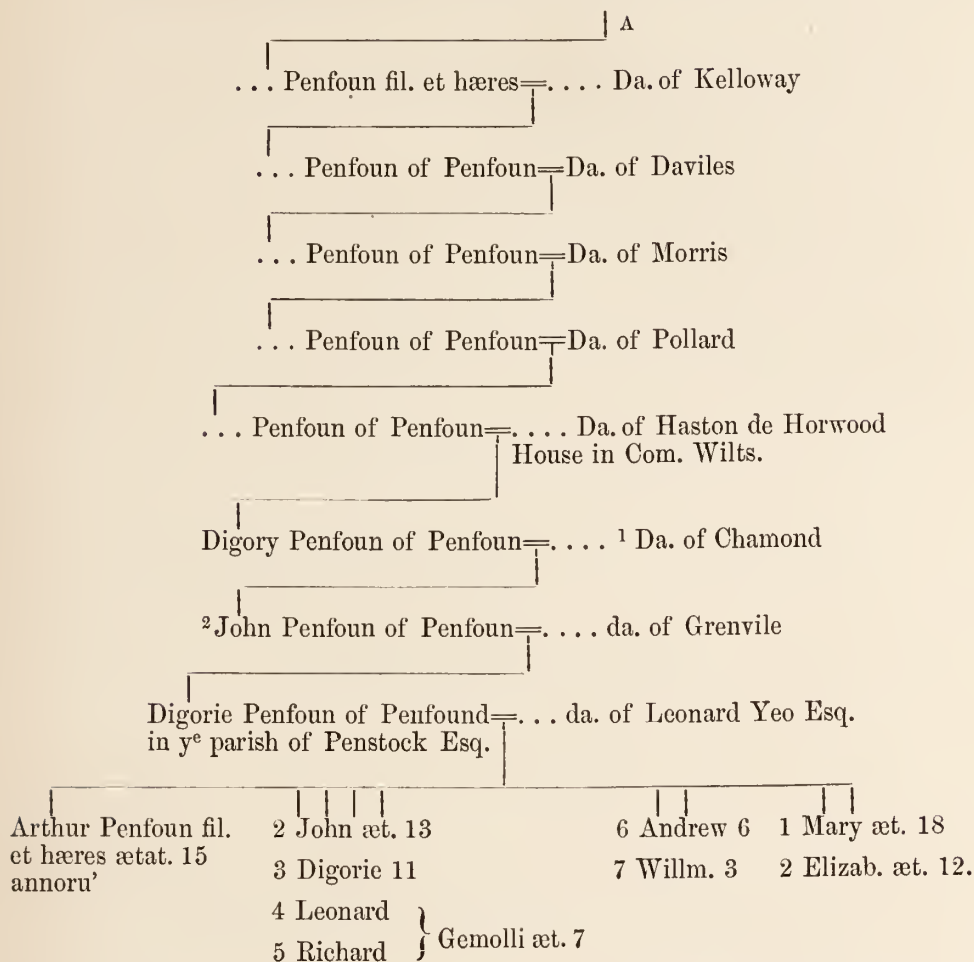 A
... Penfoun fil. et hæres=.... Da. of Kelloway
... Penfoun of Penfoun=Da. of Daviles
... Penfoun of Penfoun=Da. of Morris
... Penfoun of Penfoun=Da. of Pollard
... Penfoun of Penfoun=.... Da. of Haston de Horwood
House in Com. Wilts.
Digory Penfoun of Penfoun=.... ¹ Da. of Chamond
²John Penfoun of Penfoun=.... da. of Grenvile
Digorie Penfoun of Penfound=... da. of Leonard Yeo Esq.
in yᵉ parish of Penstock Esq.
Arthur Penfoun fil.
et hæres ætat. 15
annoru'
2 John æt. 13
3 Digorie 11
4 Leonard
5 Richard
Gemolli æt. 7
6 Andrew 6
7 Willm. 3
1 Mary æt. 18
2 Elizab. æt. 12.